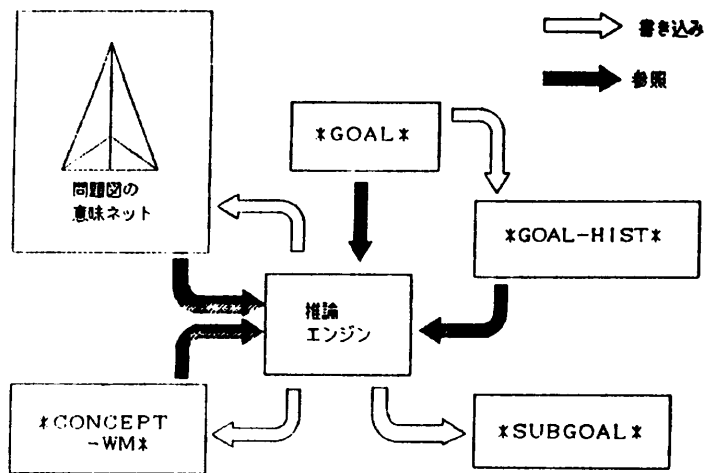 書き込み
参照
*GOAL*
問題図の
意味ネット
*GOAL-HIST*
推論
エンジン
*CONCEPT
-WM*
*SUBGOAL*